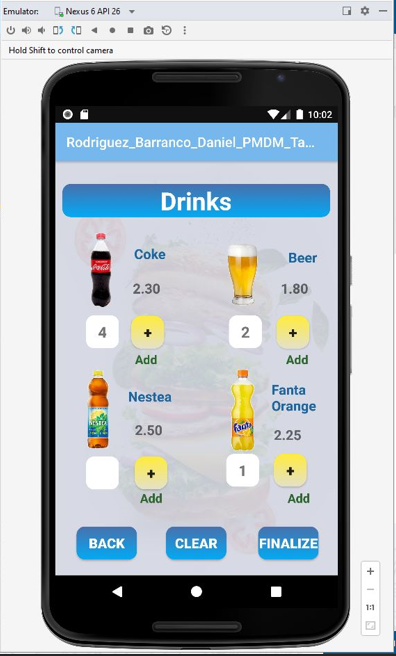 Emulator: Nexus 6 API 26
Hold Shift to control camera
10:02
Rodriguez_Barranco_Daniel_PMDM_Ta...
Drinks
Coke
2.30
4 +
Add
Beer
1.80
2 +
Add
Nestea
2.50
+
Add
Fanta
Orange
2.25
1 +
Add
BACK CLEAR FINALIZE
1:1